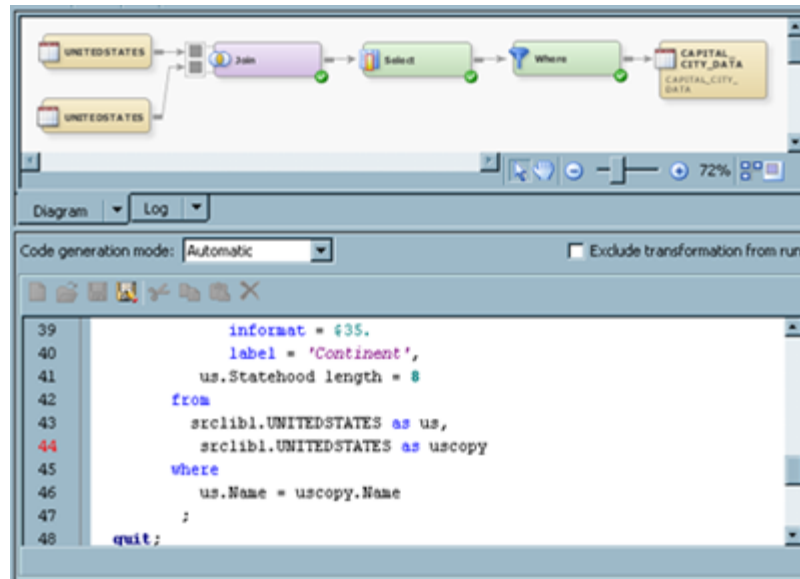 UNITEDSTATES
Join
Select
Where
CAPITAL_
CITY_DATA
CAPITAL_CITY_
DATA
UNITEDSTATES
72%
Diagram
Log
Code generation mode: Automatic
Exclude transformation from run
39 informat = $35.
40 label = 'Continent',
41 us.Statehood length = 8
42 from
43 srclib1.UNITEDSTATES as us,
44 srclib1.UNITEDSTATES as uscopy
45 where
46 us.Name = uscopy.Name
47 ;
48 quit;